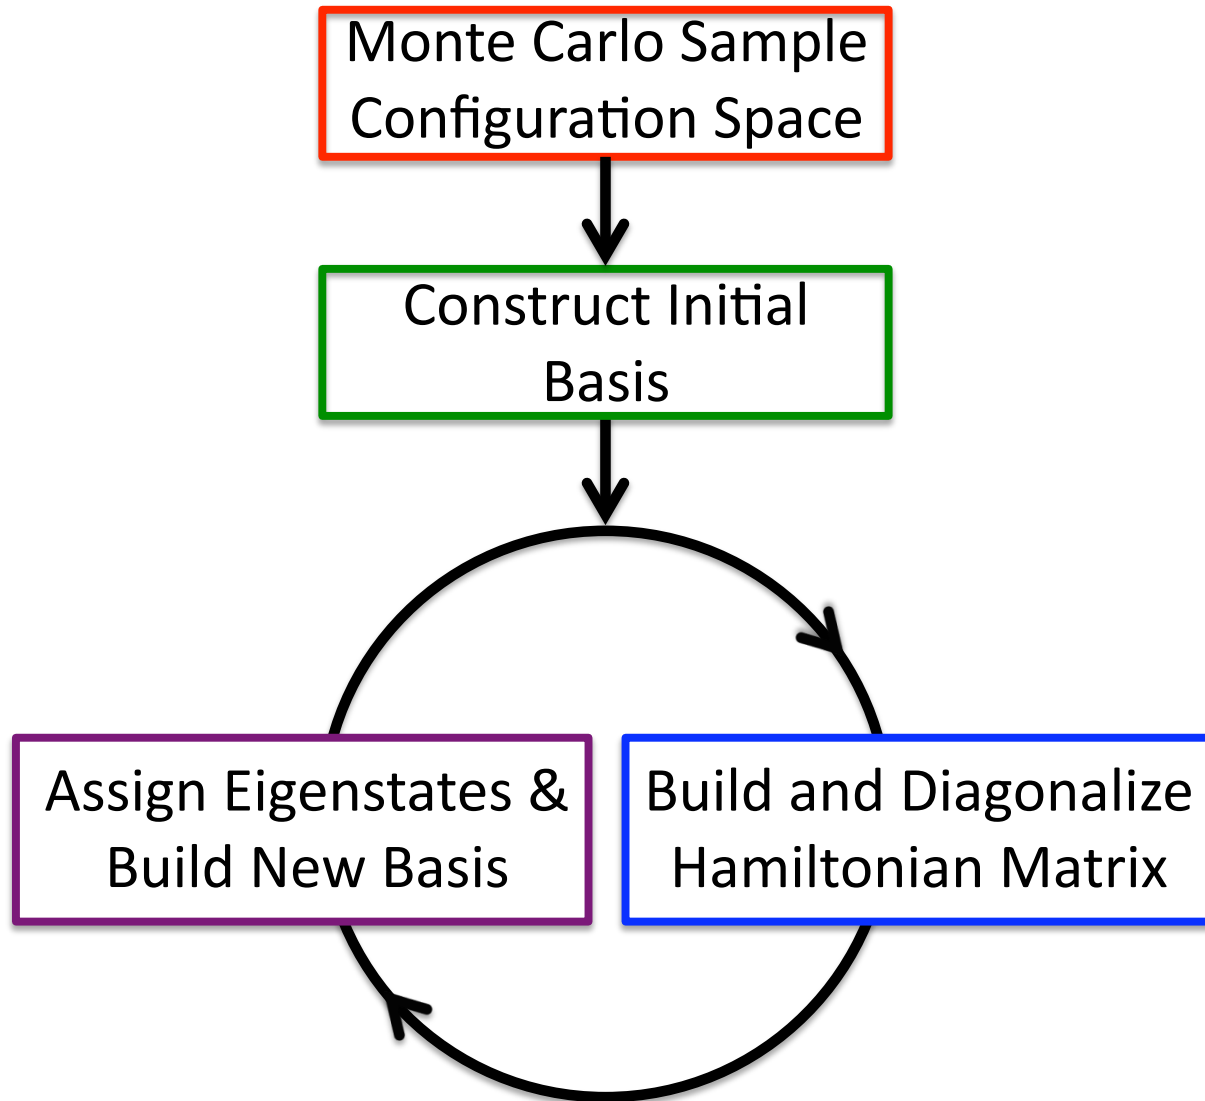 Monte Carlo Sample
Configuration Space
Construct Initial
Basis
Assign Eigenstates &
Build New Basis
Build and Diagonalize
Hamiltonian Matrix